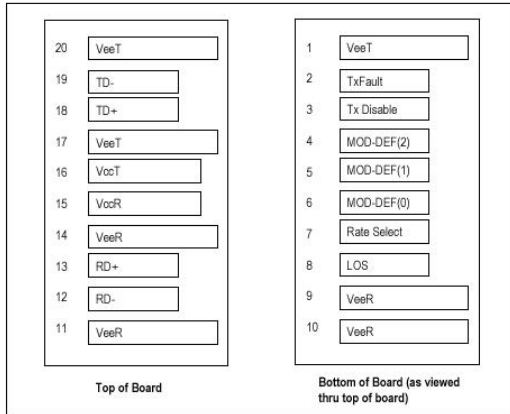 20 VeeT
19 TD-
18 TD+
17 VeeT
16 VccT
15 VccR
14 VeeR
13 RD+
12 RD-
11 VeeR
Top of Board
1 VeeT
2 TxFault
3 Tx Disable
4 MOD-DEF(2)
5 MOD-DEF(1)
6 MOD-DEF(0)
7 Rate Select
8 LOS
9 VeeR
10 VeeR
Bottom of Board (as viewed
thru top of board)